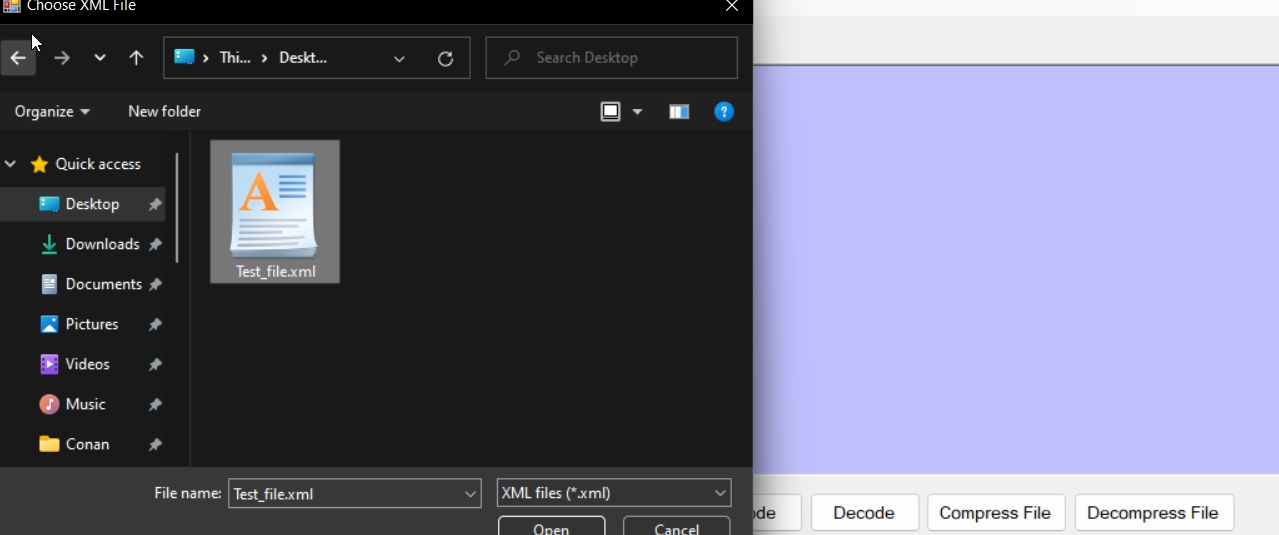 Choose XML File
Thi... > Deskt...
Search Desktop
Organize
New folder
Quick access
Desktop
Downloads
Documents
Pictures
Videos
Music
Conan
A
Test_file.xml
File name: Test_file.xml
XML files (*.xml)
Open
Cancel
ode
Decode
Compress File
Decompress File